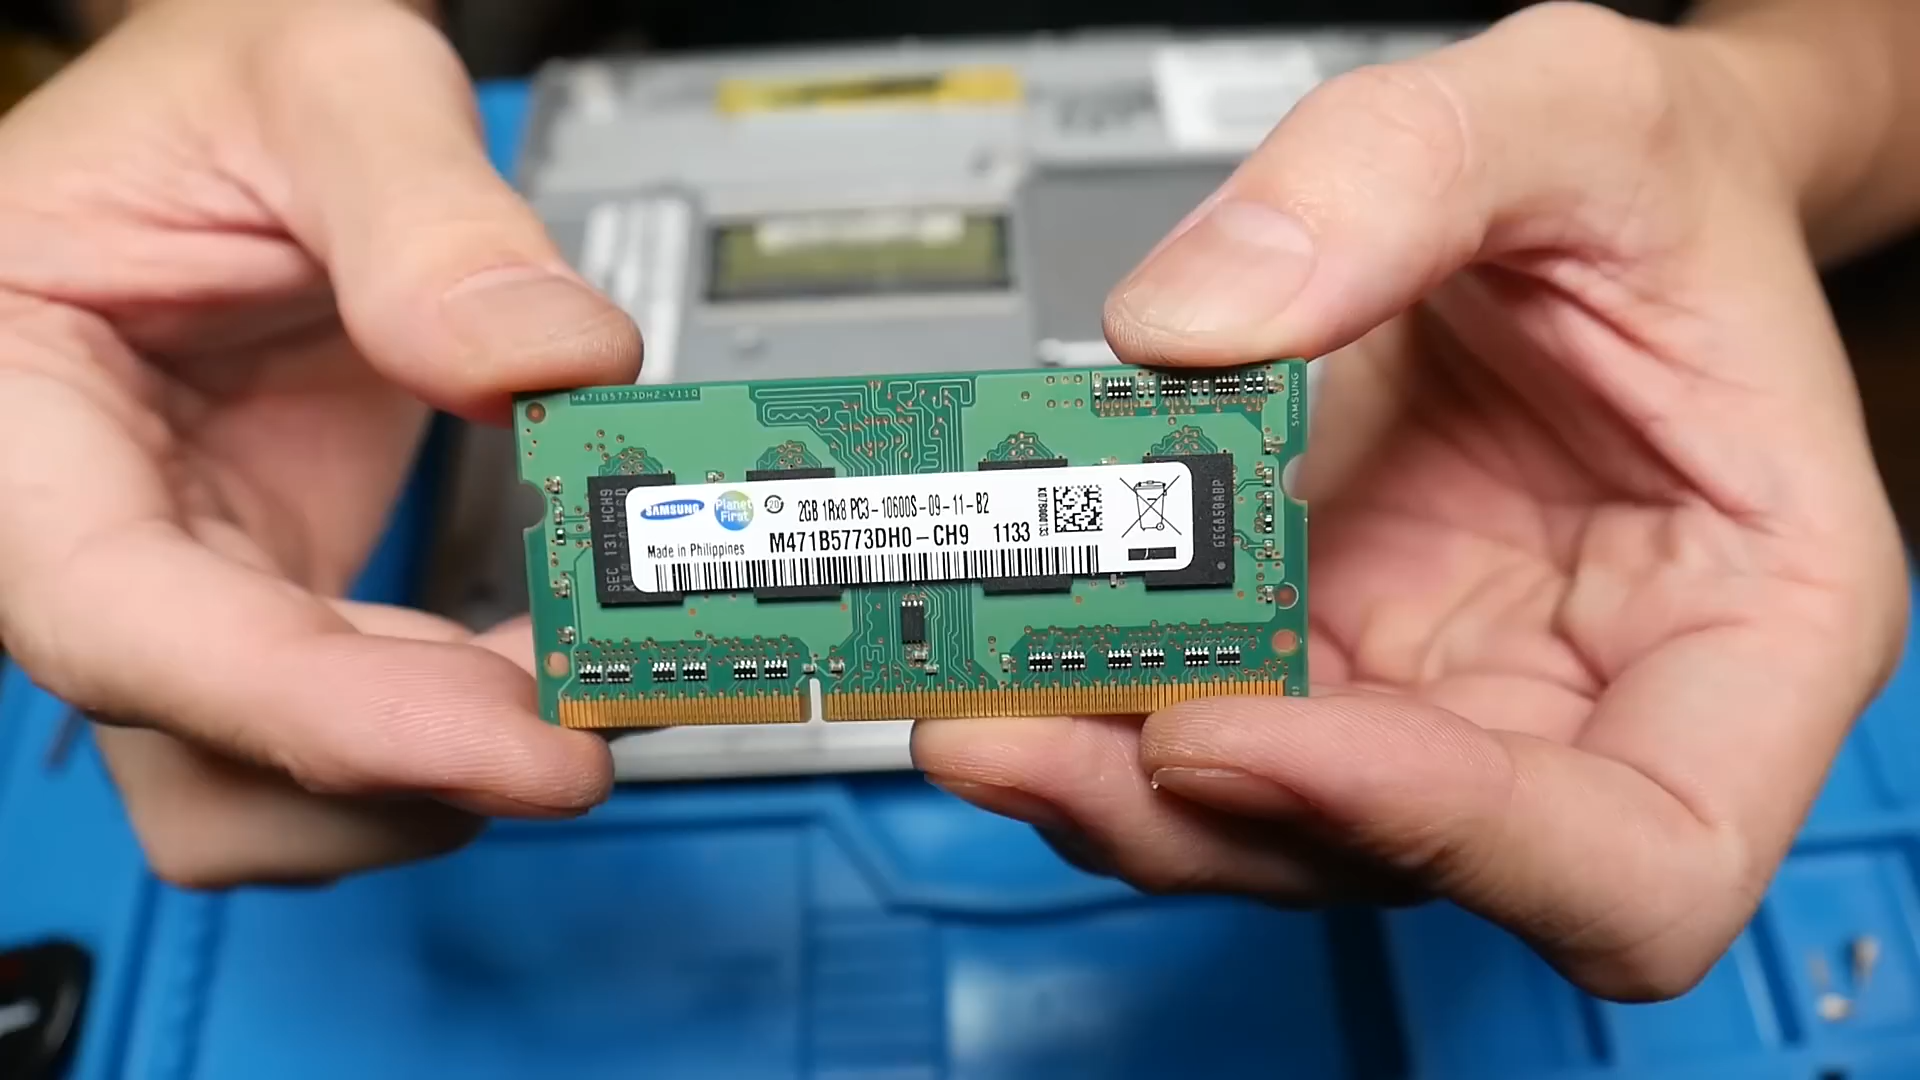 M471B5773DH2-V110
SAMSUNG
SEC 131 HCH9
SAMSUNG
Planet
First
20
2GB 1Rx8 PC3-10600S-09-11-B2
Made in Philippines
M471B5773DH0-CH9 1133